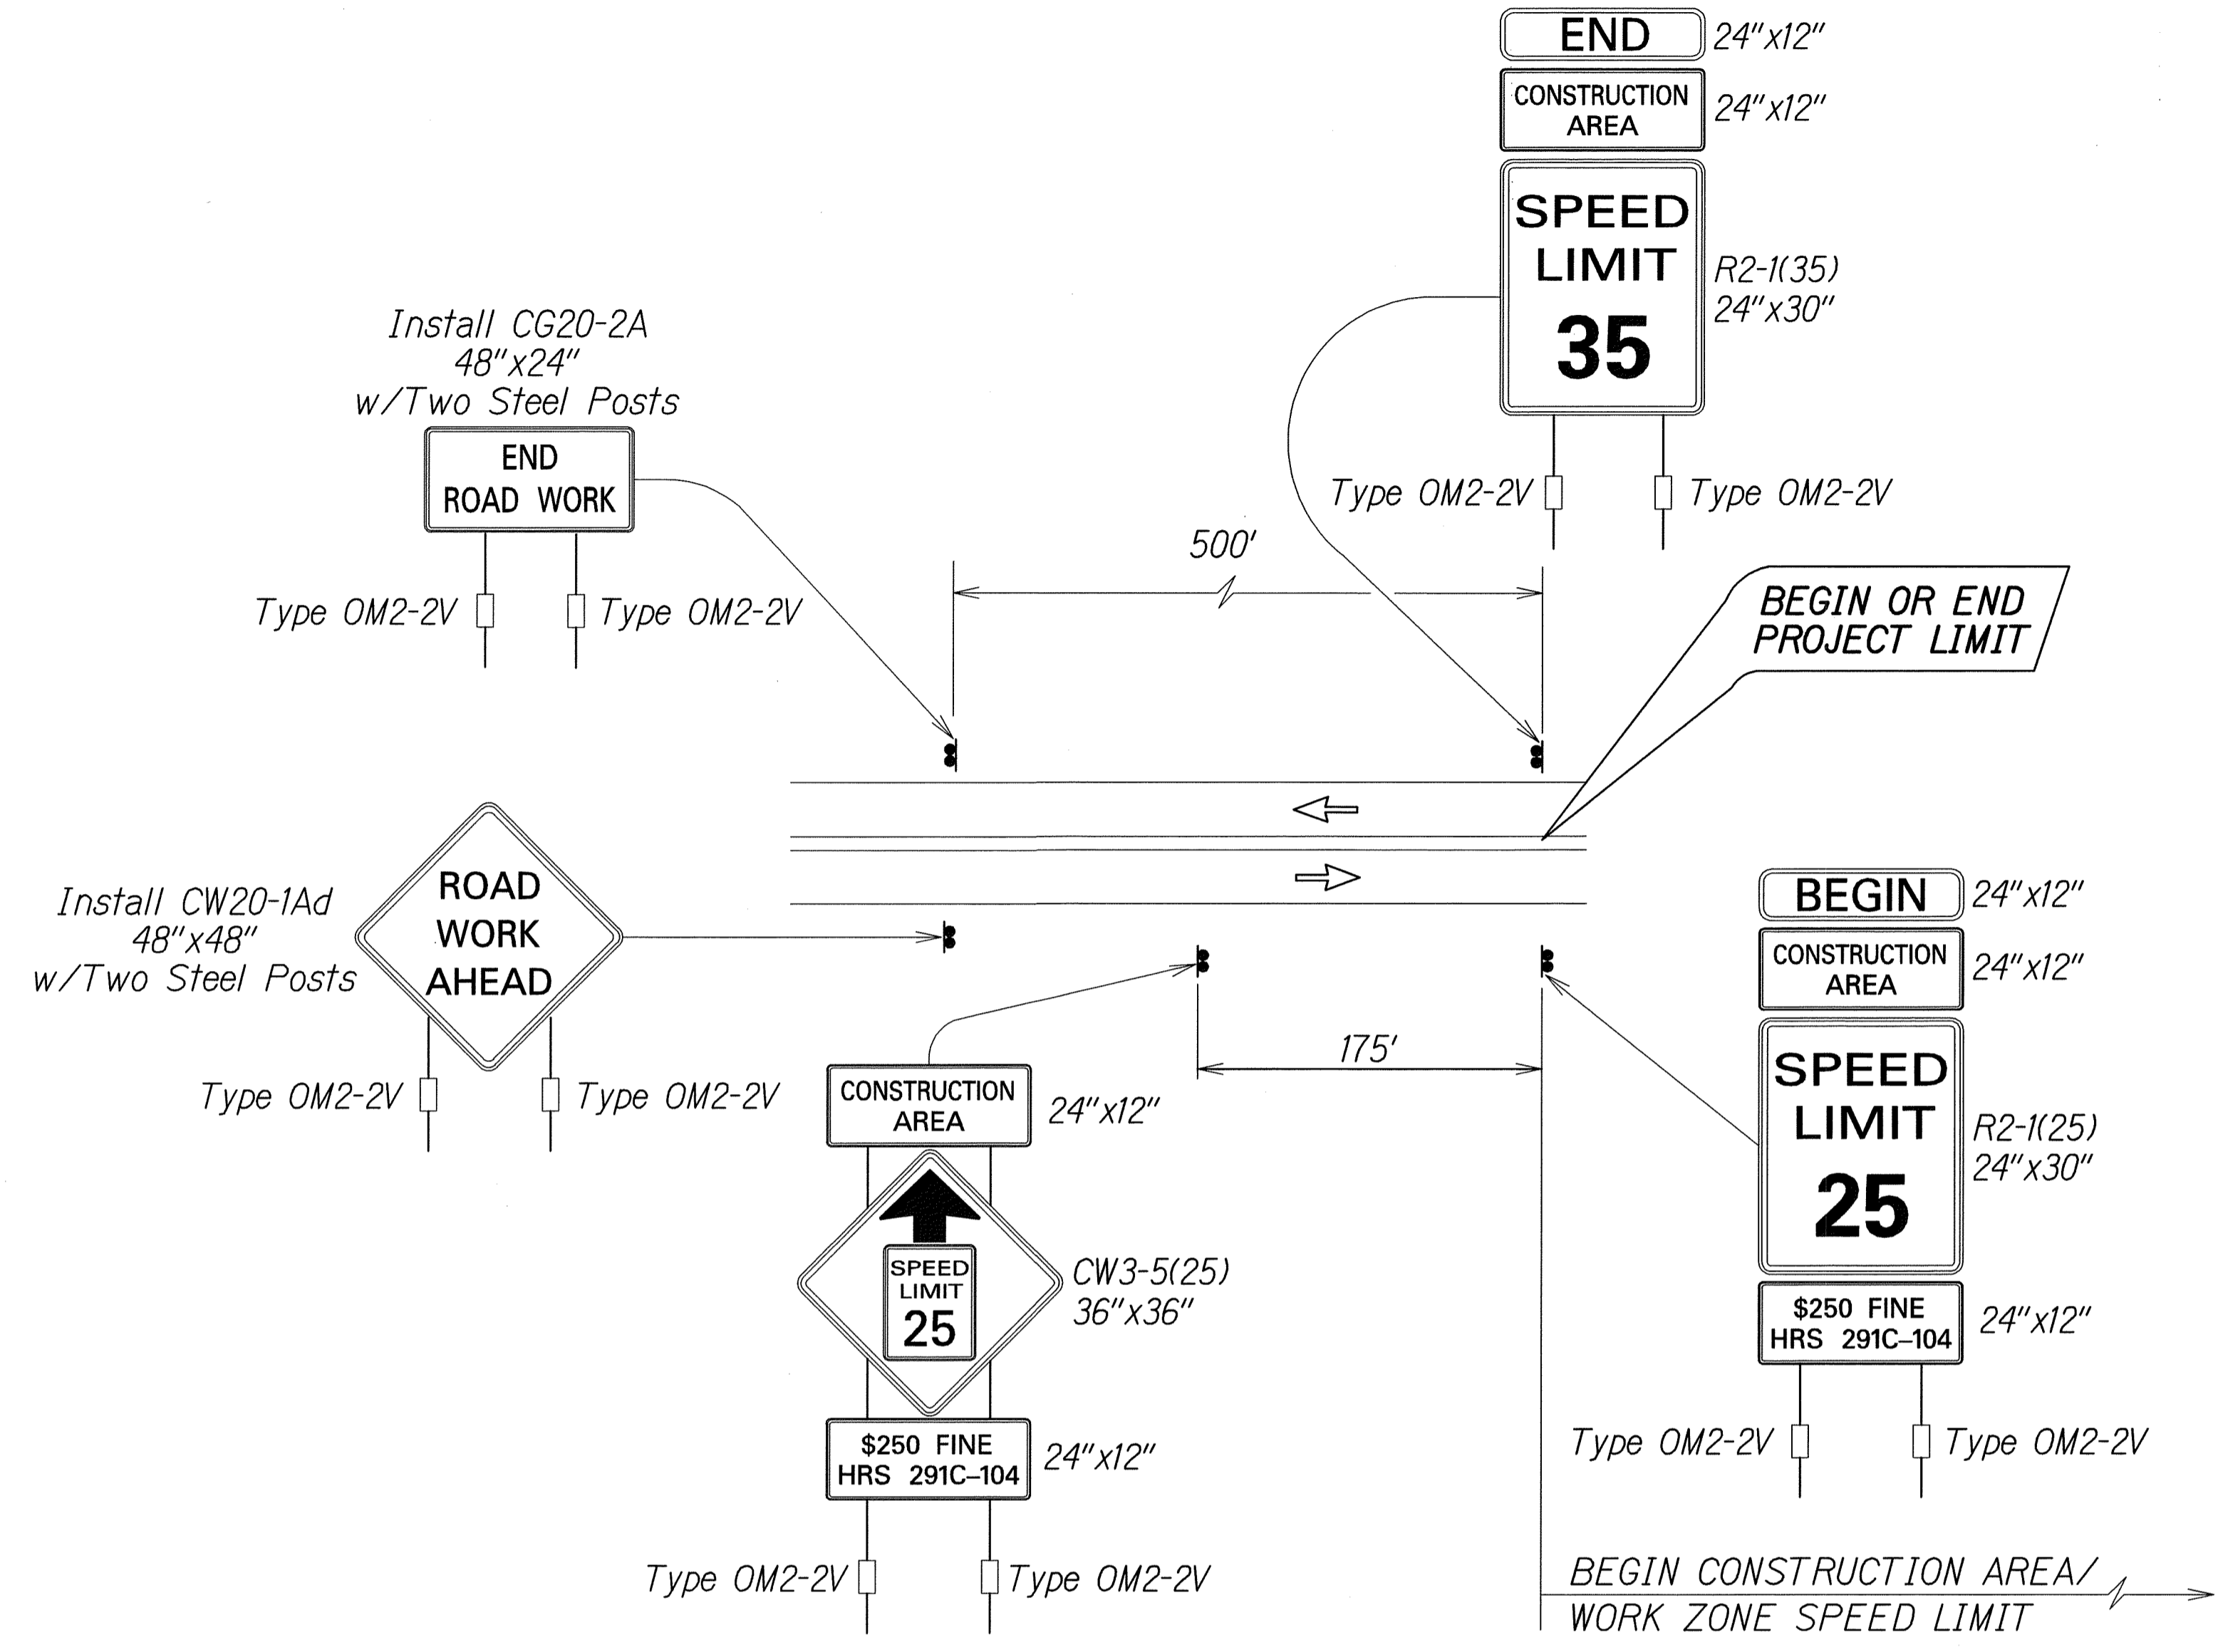 END
24"x12"
CONSTRUCTION
AREA
24"x12"
SPEED
LIMIT
35
R2-1(35)
24"x30"
Type OM2-2V
Type OM2-2V
Install CG20-2A
48"x24"
w/Two Steel Posts
END
ROAD WORK
Type OM2-2V
Type OM2-2V
500'
BEGIN OR END
PROJECT LIMIT
Install CW20-1Ad
48"x48"
w/Two Steel Posts
ROAD
WORK
AHEAD
Type OM2-2V
Type OM2-2V
175'
CONSTRUCTION
AREA
24"x12"
SPEED
LIMIT
25
CW3-5(25)
36"x36"
$250 FINE
HRS 291C-104
24"x12"
Type OM2-2V
Type OM2-2V
BEGIN
24"x12"
CONSTRUCTION
AREA
24"x12"
SPEED
LIMIT
25
R2-1(25)
24"x30"
$250 FINE
HRS 291C-104
24"x12"
Type OM2-2V
Type OM2-2V
BEGIN CONSTRUCTION AREA/
WORK ZONE SPEED LIMIT